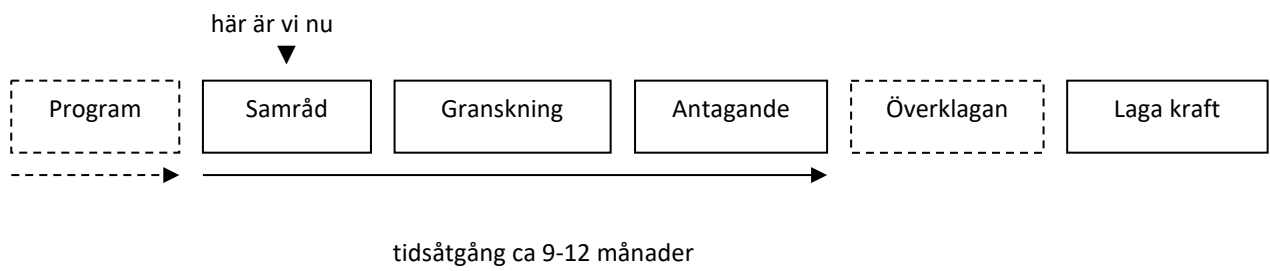 här är vi nu
Program Samråd Granskning Antagande Överklagan Laga kraft
tidsåtgång ca 9-12 månader